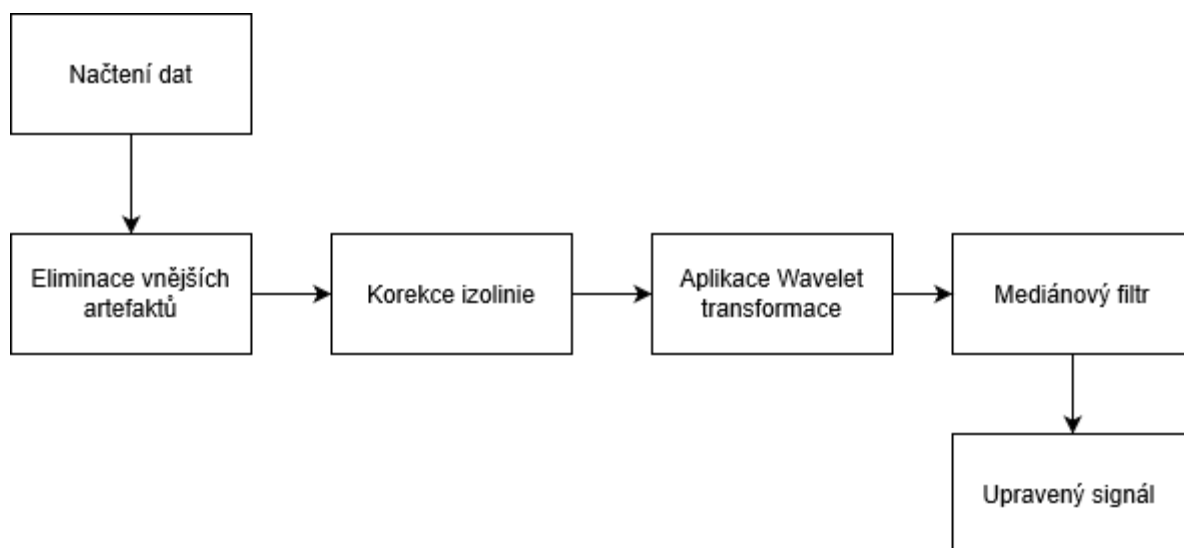 Načtení dat
Eliminace vnějších
artefaktů
Korekce izolinie
Aplikace Wavelet
transformace
Mediánový filtr
Upravený signál